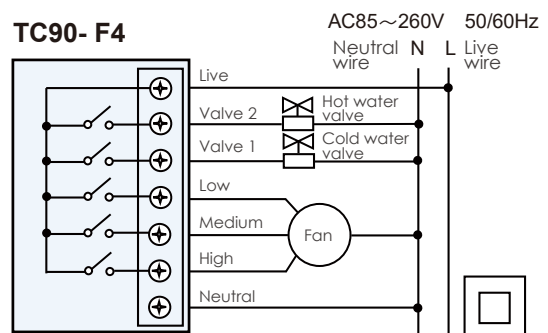 AC85～260V 50/60Hz
TC90- F4
Neutral wire N L Live wire
Live
Valve 2
Hot water valve
Valve 1
Cold water valve
Low
Medium
Fan
High
Neutral